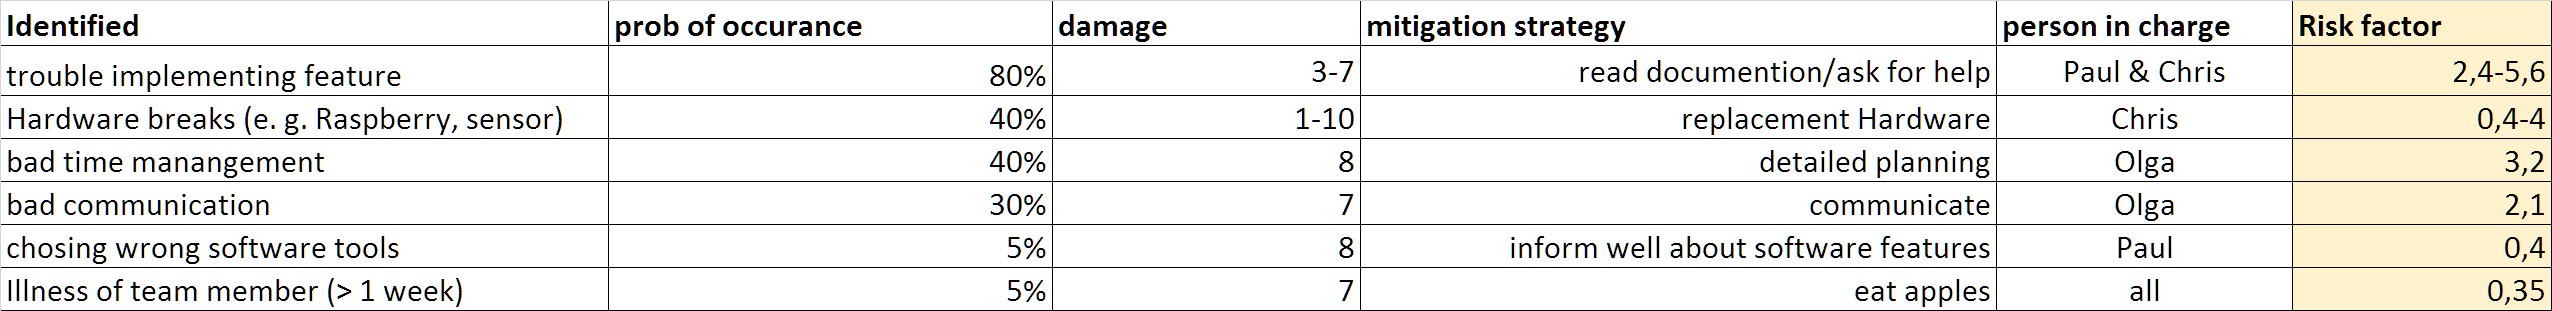 Identified prob of occurance damage mitigation strategy person in charge Risk factor
trouble implementing feature 80% 3-7 read documention/ask for help Paul & Chris 2,4-5,6
Hardware breaks (e. g. Raspberry, sensor) 40% 1-10 replacement Hardware Chris 0,4-4
bad time manangement 40% 8 detailed planning Olga 3,2
bad communication 30% 7 communicate Olga 2,1
chosing wrong software tools 5% 8 inform well about software features Paul 0,4
Illness of team member (> 1 week) 5% 7 eat apples all 0,35